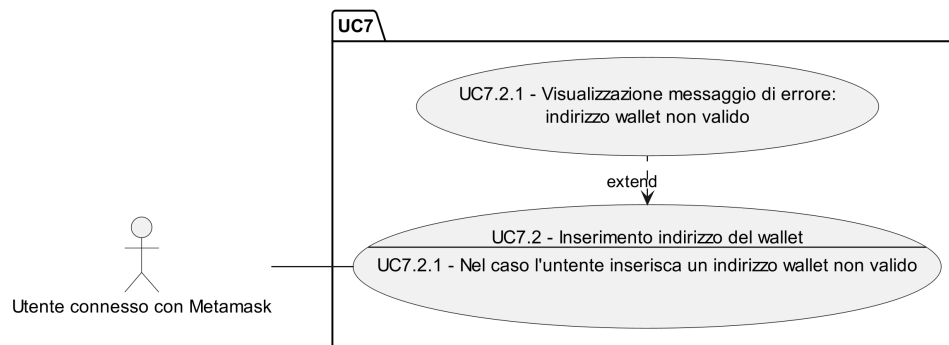 UC7
UC7.2.1 - Visualizzazione messaggio di errore:
indirizzo wallet non valido
extend
UC7.2 - Inserimento indirizzo del wallet
UC7.2.1 - Nel caso l'untente inserisca un indirizzo wallet non valido
Utente connesso con Metamask